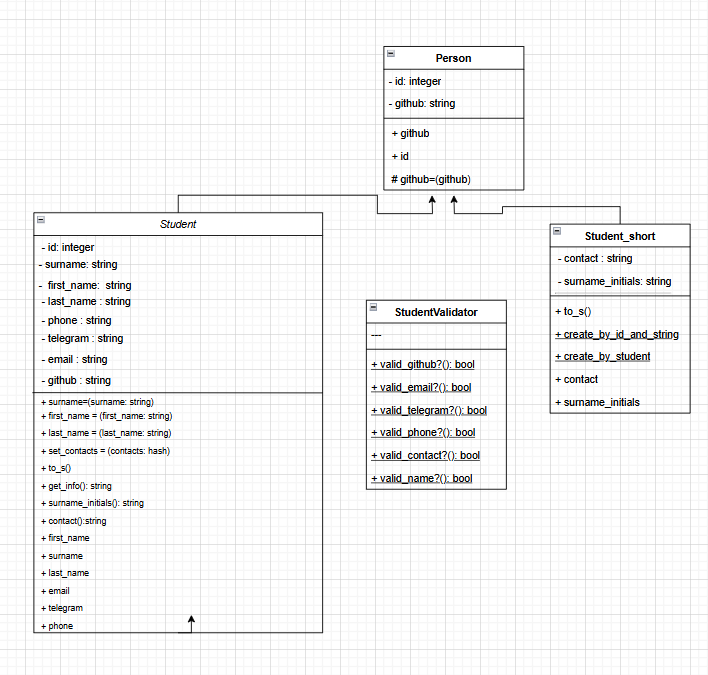 Person
- id: integer
- github: string
+ github
+ id
# github=(github)
Student
- id: integer
- surname: string
- first_name: string
- last_name : string
- phone : string
- telegram : string
- email : string
- github : string
+ surname=(surname: string)
+ first_name = (first_name: string)
+ last_name = (last_name: string)
+ set_contacts = (contacts: hash)
+ to_s()
+ get_info(): string
+ surname_initials(): string
+ contact():string
+ first_name
+ surname
+ last_name
+ email
+ telegram
+ phone
StudentValidator
---
+ valid_github?(): bool
+ valid_email?(): bool
+ valid_telegram?(): bool
+ valid_phone?(): bool
+ valid_contact?(): bool
+ valid_name?(): bool
Student_short
- contact : string
- surname_initials: string
+ to_s()
+ create_by_id_and_string
+ create_by_student
+ contact
+ surname_initials